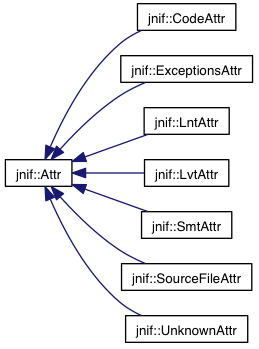 jnif::CodeAttr
jnif::ExceptionsAttr
jnif::LntAttr
jnif::Attr
jnif::LvtAttr
jnif::SmtAttr
jnif::SourceFileAttr
jnif::UnknownAttr